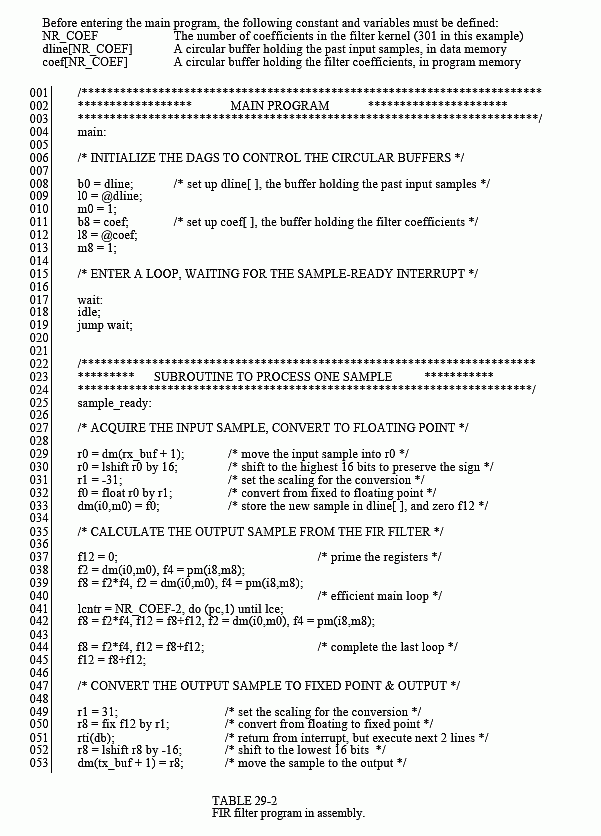 Before entering the main program, the following constant and variables must be defined:
NR_COEF The number of coefficients in the filter kernel (301 in this example)
dline[NR_COEF] A circular buffer holding the past input samples, in data memory
coef[NR_COEF] A circular buffer holding the filter coefficients, in program memory
001 /************************************************************************
002 ****************** MAIN PROGRAM **********************
003 ************************************************************************/
004 main:
005
006 /* INITIALIZE THE DAGS TO CONTROL THE CIRCULAR BUFFERS */
007
008 b0 = dline; /* set up dline[ ], the buffer holding the past input samples */
009 l0 = @dline;
010 m0 = 1;
011 b8 = coef; /* set up coef[ ], the buffer holding the filter coefficients */
012 l8 = @coef;
013 m8 = 1;
014
015 /* ENTER A LOOP, WAITING FOR THE SAMPLE-READY INTERRUPT */
016
017 wait:
018 idle;
019 jump wait;
020
021
022 /***********************************************************************
023 ********* SUBROUTINE TO PROCESS ONE SAMPLE ***********
024 ***********************************************************************/
025 sample_ready:
026
027 /* ACQUIRE THE INPUT SAMPLE, CONVERT TO FLOATING POINT */
028
029 r0 = dm(rx_buf + 1); /* move the input sample into r0 */
030 r0 = lshift r0 by 16; /* shift to the highest 16 bits to preserve the sign */
031 r1 = -31; /* set the scaling for the conversion */
032 f0 = float r0 by r1; /* convert from fixed to floating point */
033 dm(i0,m0) = f0; /* store the new sample in dline[ ], and zero f12 */
034
035 /* CALCULATE THE OUTPUT SAMPLE FROM THE FIR FILTER */
036
037 f12 = 0; /* prime the registers */
038 f2 = dm(i0,m0), f4 = pm(i8,m8);
039 f8 = f2*f4, f2 = dm(i0,m0), f4 = pm(i8,m8);
040 /* efficient main loop */
041 lcntr = NR_COEF-2, do (pc,1) until lce;
042 f8 = f2*f4, f12 = f8+f12, f2 = dm(i0,m0), f4 = pm(i8,m8);
043
044 f8 = f2*f4, f12 = f8+f12; /* complete the last loop */
045 f12 = f8+f12;
046
047 /* CONVERT THE OUTPUT SAMPLE TO FIXED POINT & OUTPUT */
048
049 r1 = 31; /* set the scaling for the conversion */
050 r8 = fix f12 by r1; /* convert from floating to fixed point */
051 rti(db); /* return from interrupt, but execute next 2 lines */
052 r8 = lshift r8 by -16; /* shift to the lowest 16 bits */
053 dm(tx_buf + 1) = r8; /* move the sample to the output */
TABLE 29-2
FIR filter program in assembly.